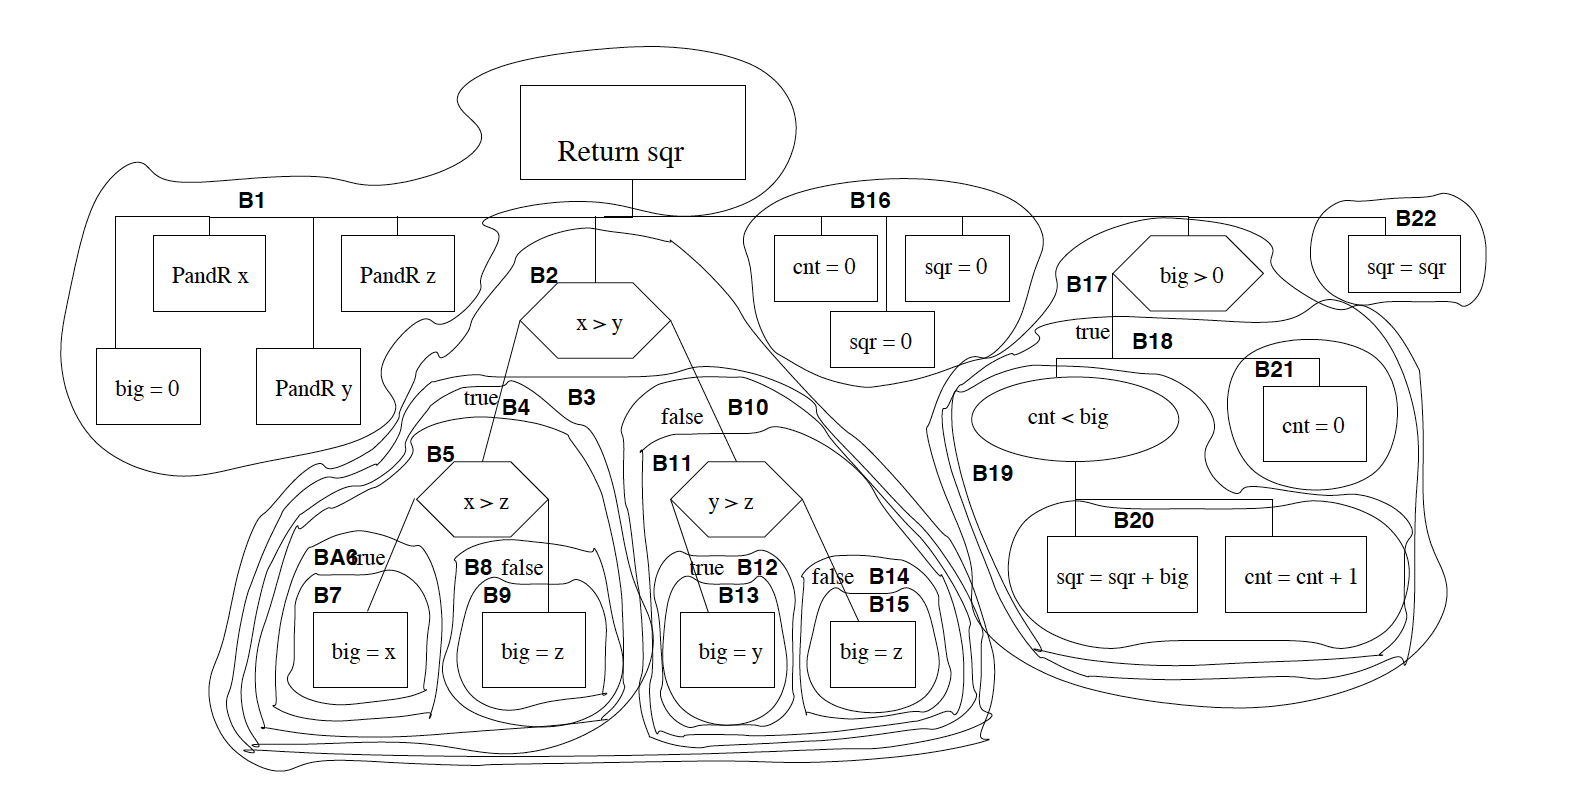 Return sqr
B1
B16
B22
PandR x
PandR z
cnt = 0
sqr = 0
sqr = sqr
B2
B17
big > 0
x > y
sqr = 0
true
B18
big = 0
PandR y
B21
true
B4
B3
false
B10
cnt < big
cnt = 0
B5
B11
B19
x > z
y > z
B20
BA6
true
B8
false
true
B12
false
B14
sqr = sqr + big
cnt = cnt + 1
B7
B9
B13
B15
big = x
big = z
big = y
big = z